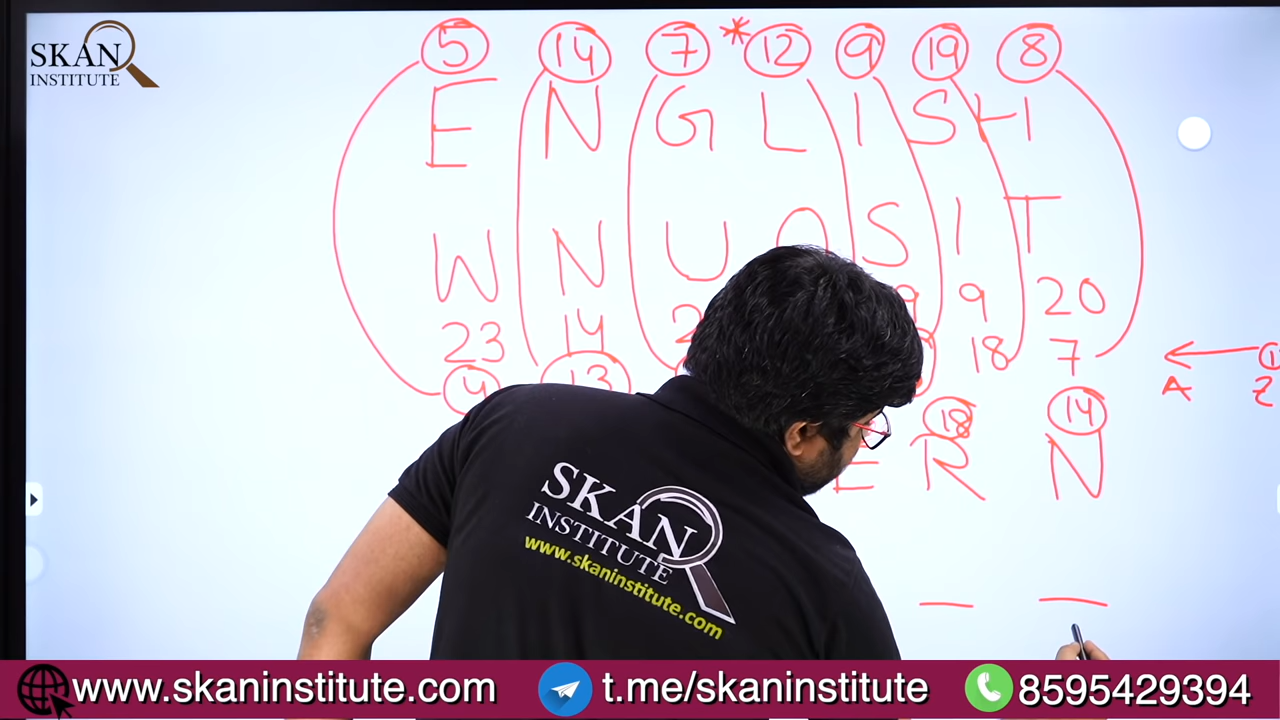 SKAN
INSTITUTE
5 14 7 * 12 9 19 8
E N G L I S H
W N U S I T
9 20
23 14 18 7
4 13
A Z
18 14
E R N
SKAN
INSTITUTE
www.skaninstitute.com
www.skaninstitute.com t.me/skaninstitute 8595429394